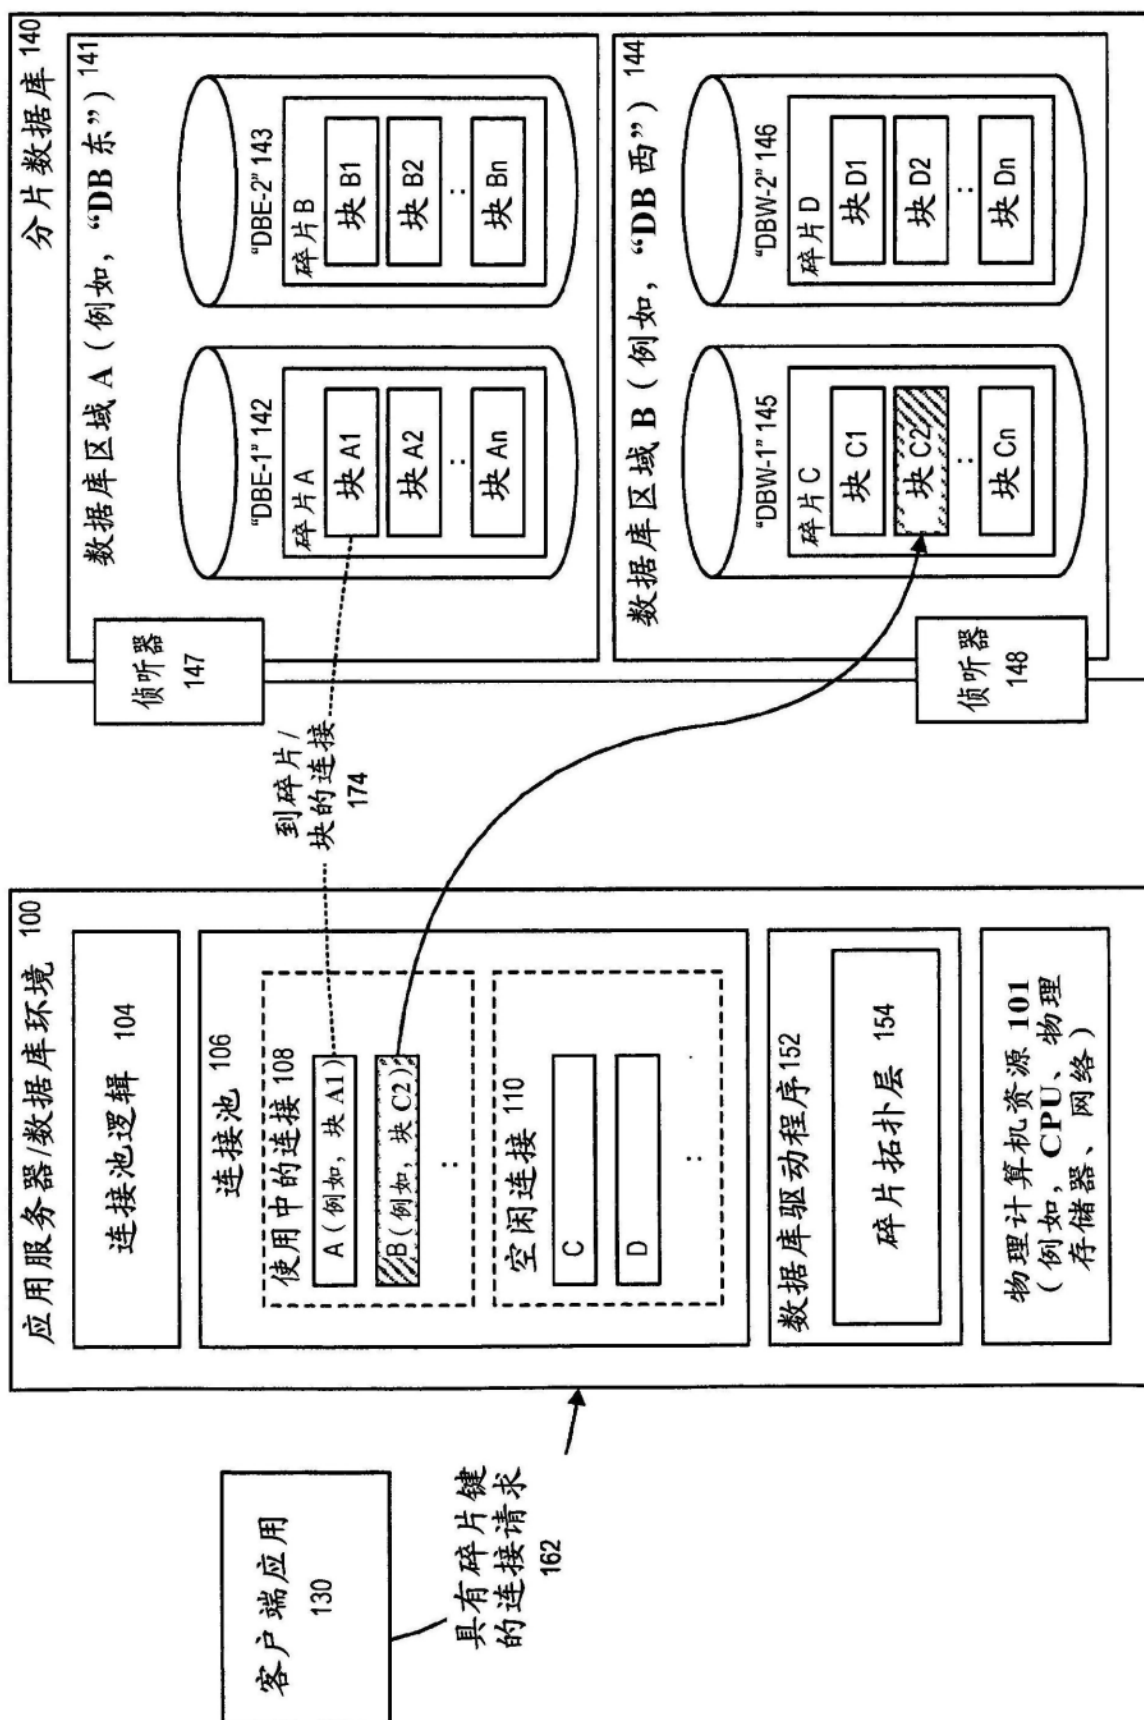 客户端应用
130
具有碎片键
的连接请求
162
应用服务器/数据库环境 100
连接池逻辑 104
连接池 106
使用中的连接 108
A(例如,块A1)
B(例如,块C2)
:
空闲连接 110
C
D
:
数据库驱动程序152
碎片拓扑层 154
物理计算机资源 101
(例如,CPU、物理
存储器、网络)
到碎片/
块的连接
174
分片数据库 140
侦听器
147
数据库区域 A(例如,“DB 东”) 141
“DBE-1” 142
碎片A
块 A1
块 A2
:
块 An
“DBE-2” 143
碎片 B
块 B1
块 B2
:
块 Bn
侦听器
148
数据库区域 B(例如,“DB 西”) 144
“DBW-1” 145
碎片 C
块 C1
块 C2
:
块 Cn
“DBW-2” 146
碎片 D
块 D1
块 D2
:
块 Dn